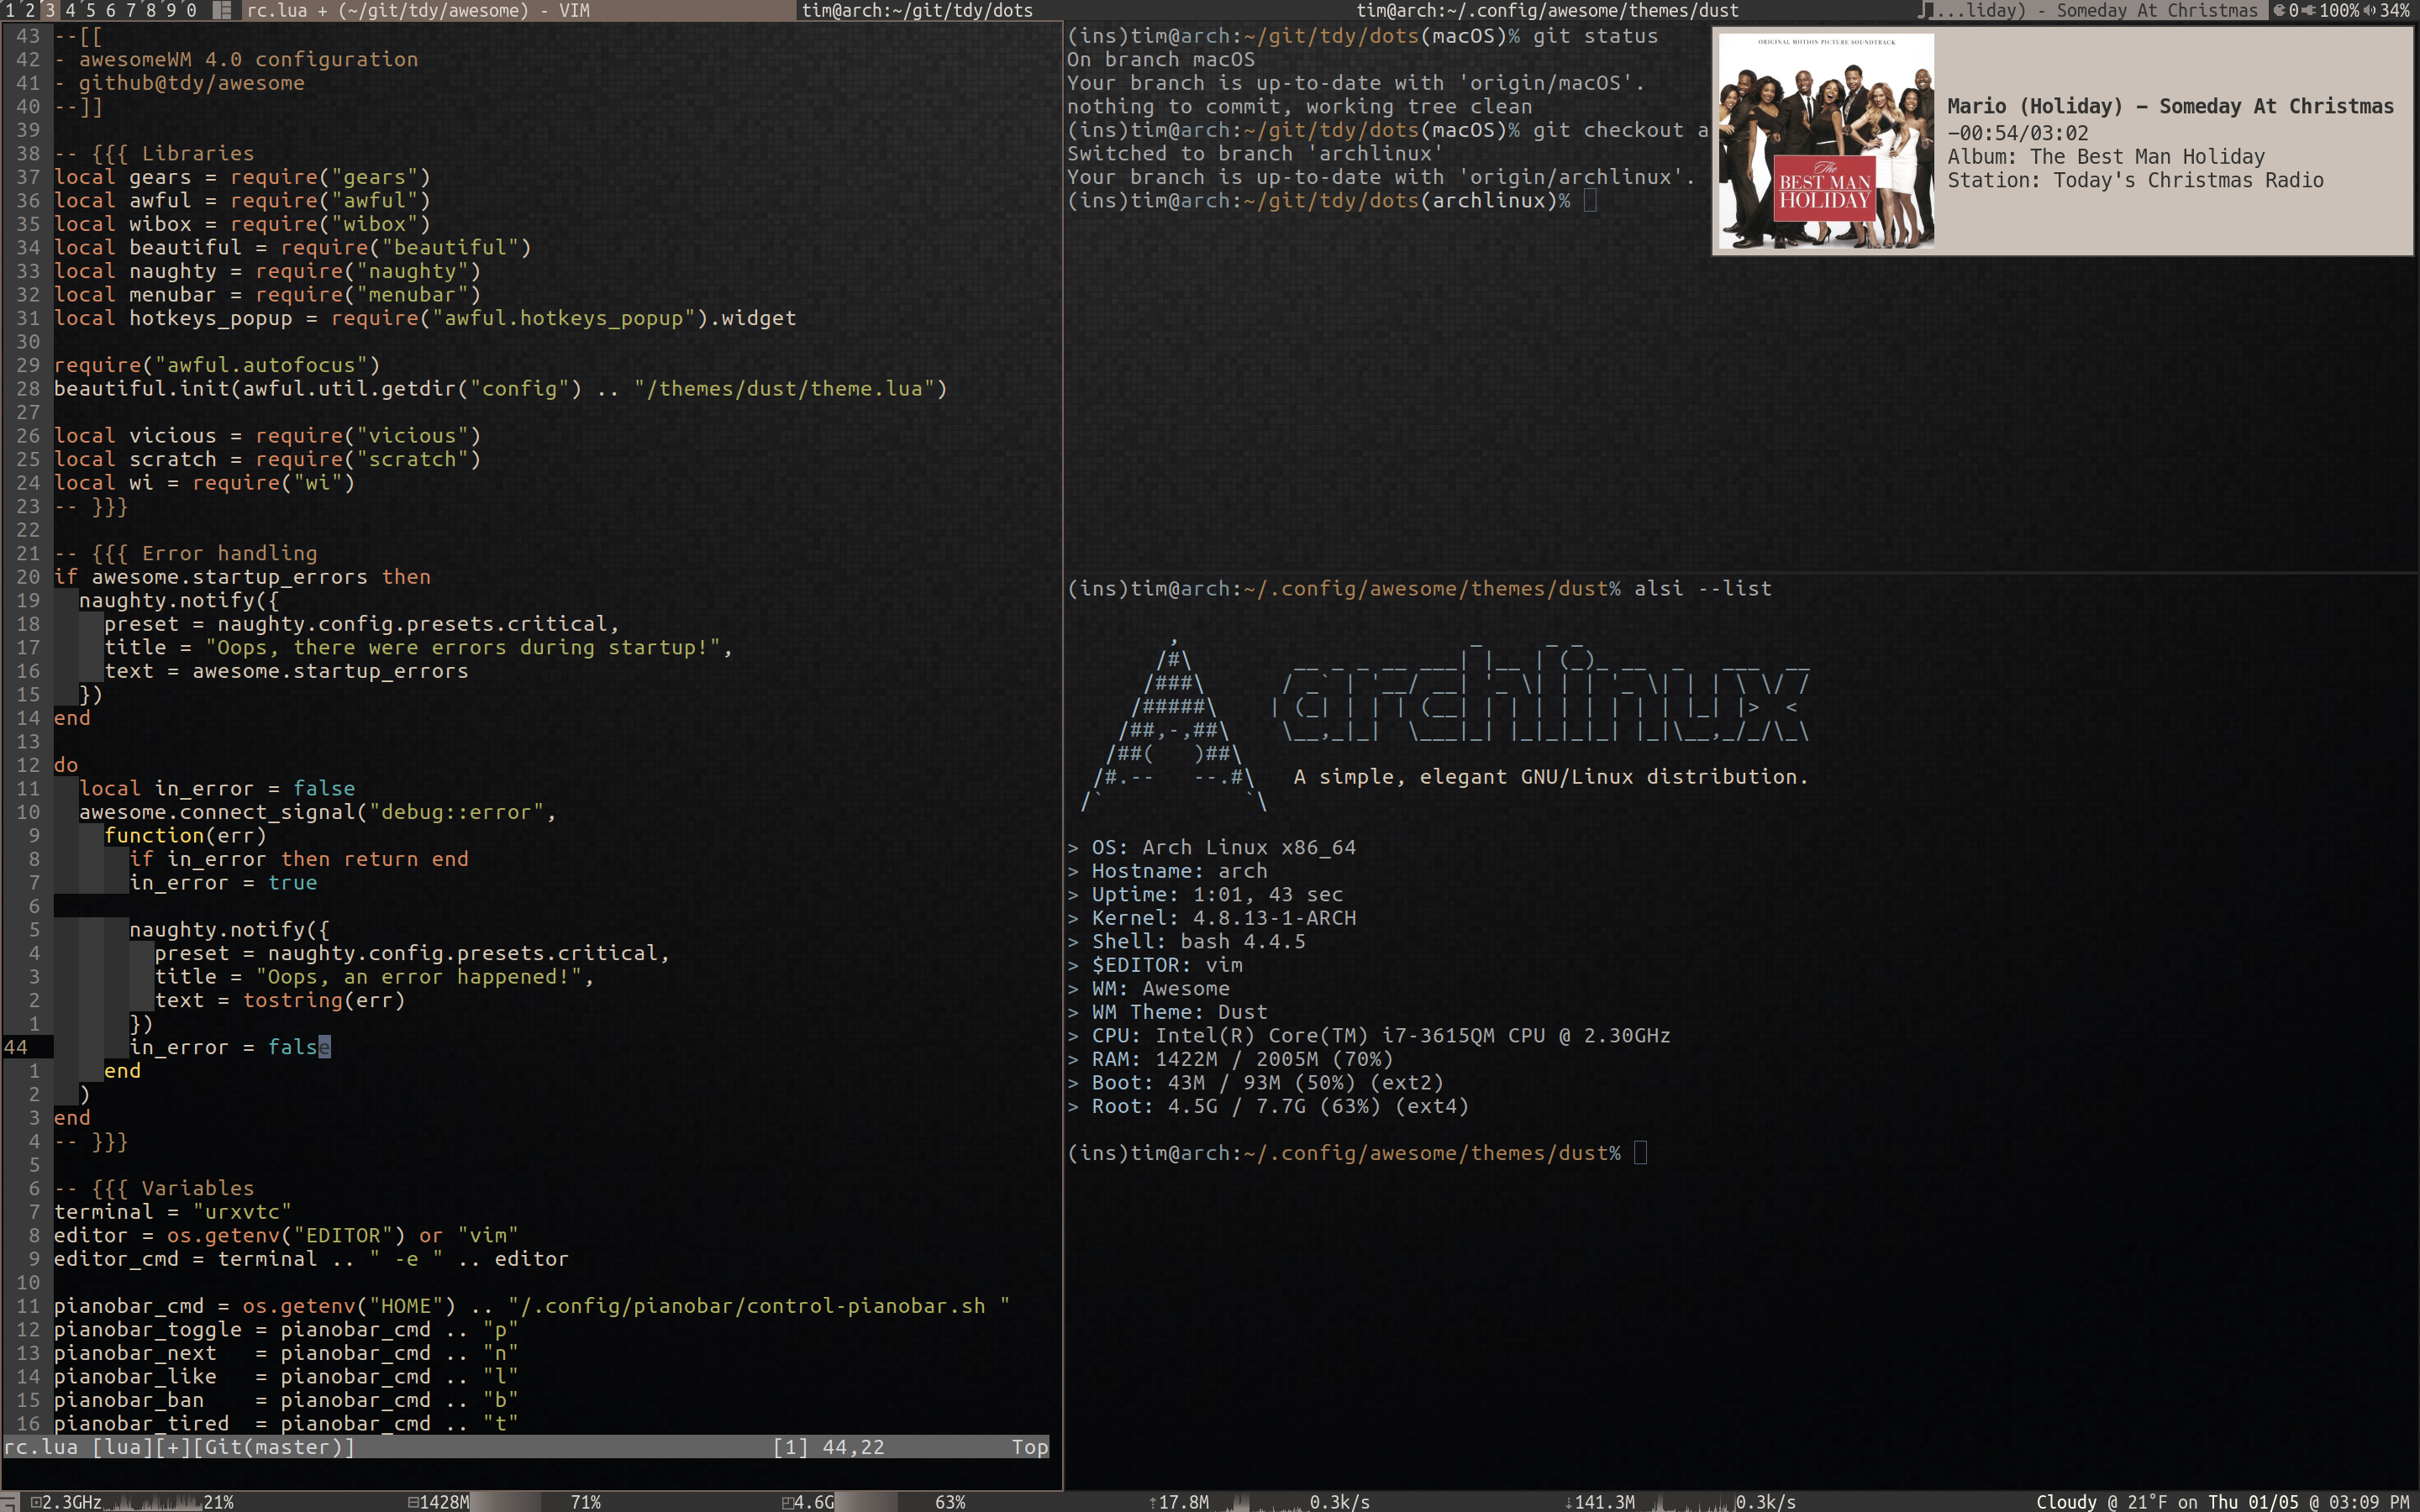 1 2 3 4 5 6 7 8 9 0 rc.lua + (~/git/tdy/awesome) - VIM tim@arch:~/git/tdy/dots tim@arch:~/.config/awesome/themes/dust ...liday) - Someday At Christmas 0 100% 34%
43 --[[
42 - awesomeWM 4.0 configuration
41 - github@tdy/awesome
40 --]]
39
38 -- {{{ Libraries
37 local gears = require("gears")
36 local awful = require("awful")
35 local wibox = require("wibox")
34 local beautiful = require("beautiful")
33 local naughty = require("naughty")
32 local menubar = require("menubar")
31 local hotkeys_popup = require("awful.hotkeys_popup").widget
30
29 require("awful.autofocus")
28 beautiful.init(awful.util.getdir("config") .. "/themes/dust/theme.lua")
27
26 local vicious = require("vicious")
25 local scratch = require("scratch")
24 local wi = require("wi")
23 -- }}}
22
21 -- {{{ Error handling
20 if awesome.startup_errors then
19   naughty.notify({
18     preset = naughty.config.presets.critical,
17     title = "Oops, there were errors during startup!",
16     text = awesome.startup_errors
15   })
14 end
13
12 do
11   local in_error = false
10   awesome.connect_signal("debug::error",
9     function(err)
8       if in_error then return end
7       in_error = true
6
5       naughty.notify({
4         preset = naughty.config.presets.critical,
3         title = "Oops, an error happened!",
2         text = tostring(err)
1       })
44       in_error = false
1     end
2   )
3 end
4 -- }}}
5
6 -- {{{ Variables
7 terminal = "urxvtc"
8 editor = os.getenv("EDITOR") or "vim"
9 editor_cmd = terminal .. " -e " .. editor
10
11 pianobar_cmd = os.getenv("HOME") .. "/.config/pianobar/control-pianobar.sh "
12 pianobar_toggle = pianobar_cmd .. "p"
13 pianobar_next   = pianobar_cmd .. "n"
14 pianobar_like   = pianobar_cmd .. "l"
15 pianobar_ban    = pianobar_cmd .. "b"
16 pianobar_tired  = pianobar_cmd .. "t"
rc.lua [lua][+][Git(master)] [1] 44,22 Top
(ins)tim@arch:~/git/tdy/dots(macOS)% git status
On branch macOS
Your branch is up-to-date with 'origin/macOS'.
nothing to commit, working tree clean
(ins)tim@arch:~/git/tdy/dots(macOS)% git checkout a
Switched to branch 'archlinux'
Your branch is up-to-date with 'origin/archlinux'.
(ins)tim@arch:~/git/tdy/dots(archlinux)%
ORIGINAL MOTION PICTURE SOUNDTRACK
The
BEST MAN
HOLIDAY
Mario (Holiday) – Someday At Christmas
−00:54/03:02
Album: The Best Man Holiday
Station: Today's Christmas Radio
(ins)tim@arch:~/.config/awesome/themes/dust% alsi --list
archlinux
A simple, elegant GNU/Linux distribution.
> OS: Arch Linux x86_64
> Hostname: arch
> Uptime: 1:01, 43 sec
> Kernel: 4.8.13-1-ARCH
> Shell: bash 4.4.5
> $EDITOR: vim
> WM: Awesome
> WM Theme: Dust
> CPU: Intel(R) Core(TM) i7-3615QM CPU @ 2.30GHz
> RAM: 1422M / 2005M (70%)
> Boot: 43M / 93M (50%) (ext2)
> Root: 4.5G / 7.7G (63%) (ext4)
(ins)tim@arch:~/.config/awesome/themes/dust%
2.3GHz 21% 1428M 71% 4.6G 63% ↑17.8M 0.3k/s ↓141.3M 0.3k/s Cloudy @ 21°F on Thu 01/05 @ 03:09 PM